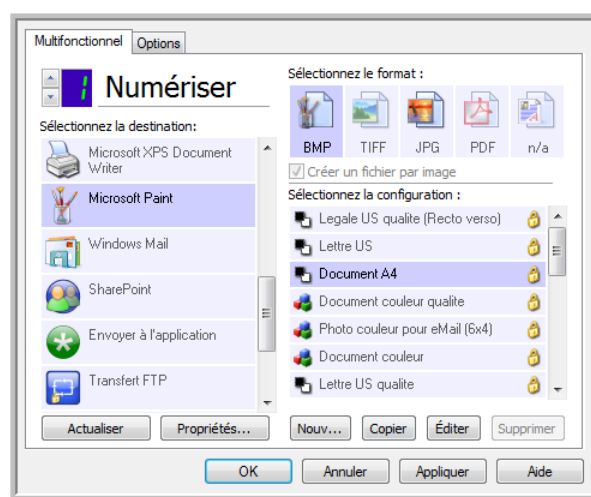 Multifonctionnel
Options
1
Numériser
Sélectionnez la destination:
Microsoft XPS Document
Writer
Microsoft Paint
Windows Mail
SharePoint
Envoyer à l'application
Transfert FTP
Actualiser
Propriétés...
Sélectionnez le format :
BMP
TIFF
JPG
PDF
n/a
Créer un fichier par image
Sélectionnez la configuration :
Legale US qualite (Recto verso)
Lettre US
Document A4
Document couleur qualite
Photo couleur pour eMail (6x4)
Document couleur
Lettre US qualite
Nouv...
Copier
Éditer
Supprimer
OK
Annuler
Appliquer
Aide